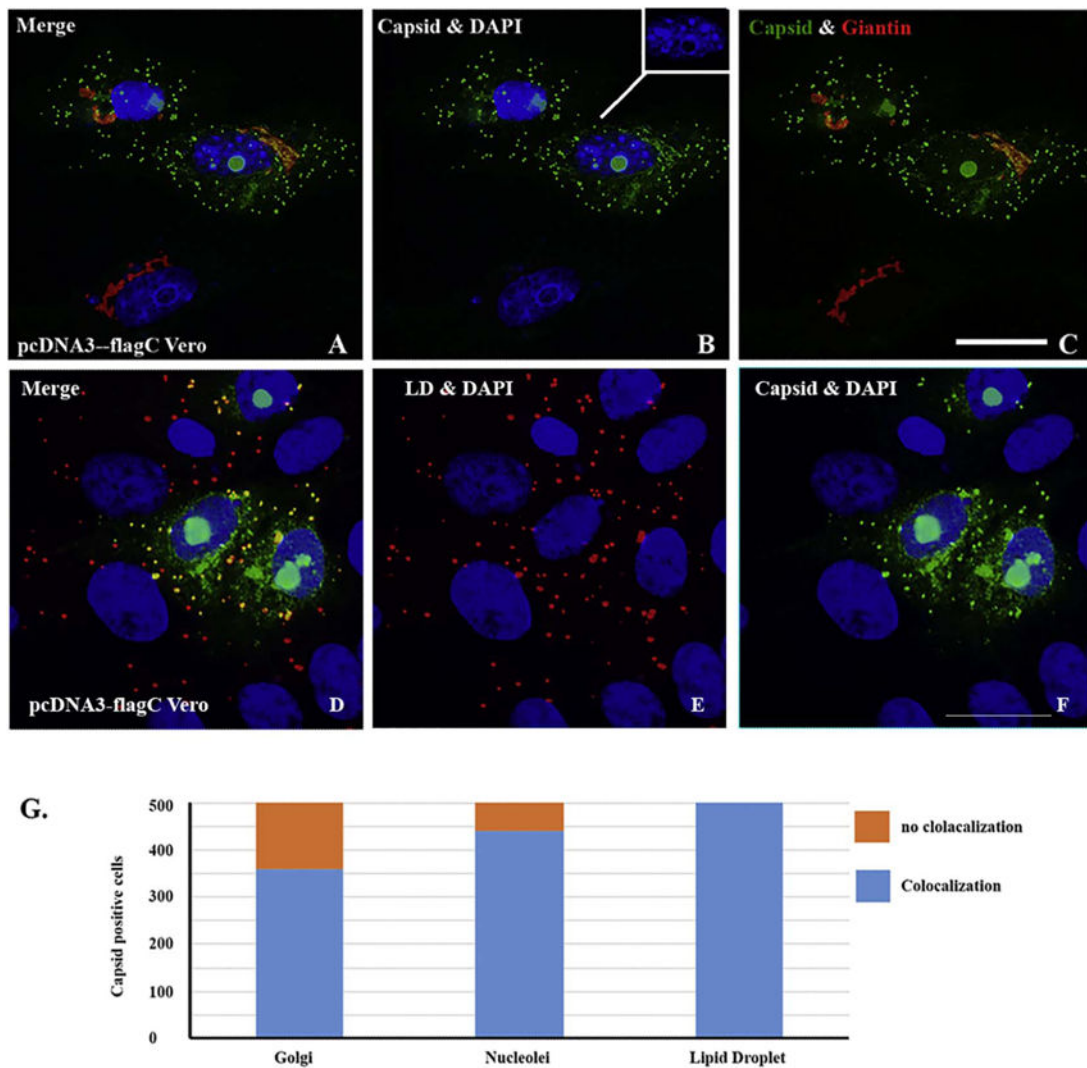 Merge
Capsid & DAPI
Capsid & Giantin
pcDNA3--flagC Vero
A
B
C
Merge
LD & DAPI
Capsid & DAPI
pcDNA3-flagC Vero
D
E
F
G.
500
400
300
200
100
0
Capsid positive cells
Golgi
Nucleolei
Lipid Droplet
no clolacalization
Colocalization